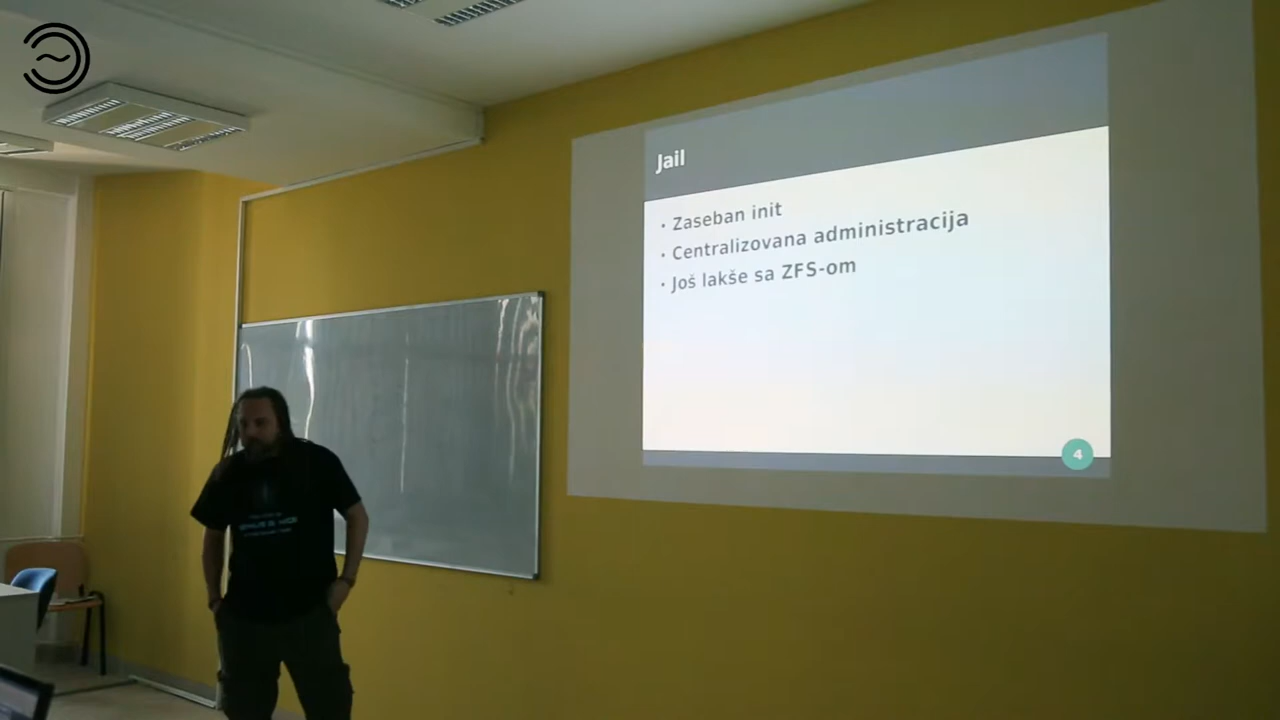 Jail
• Zaseban init
• Centralizovana administracija
• Još lakše sa ZFS-om
4